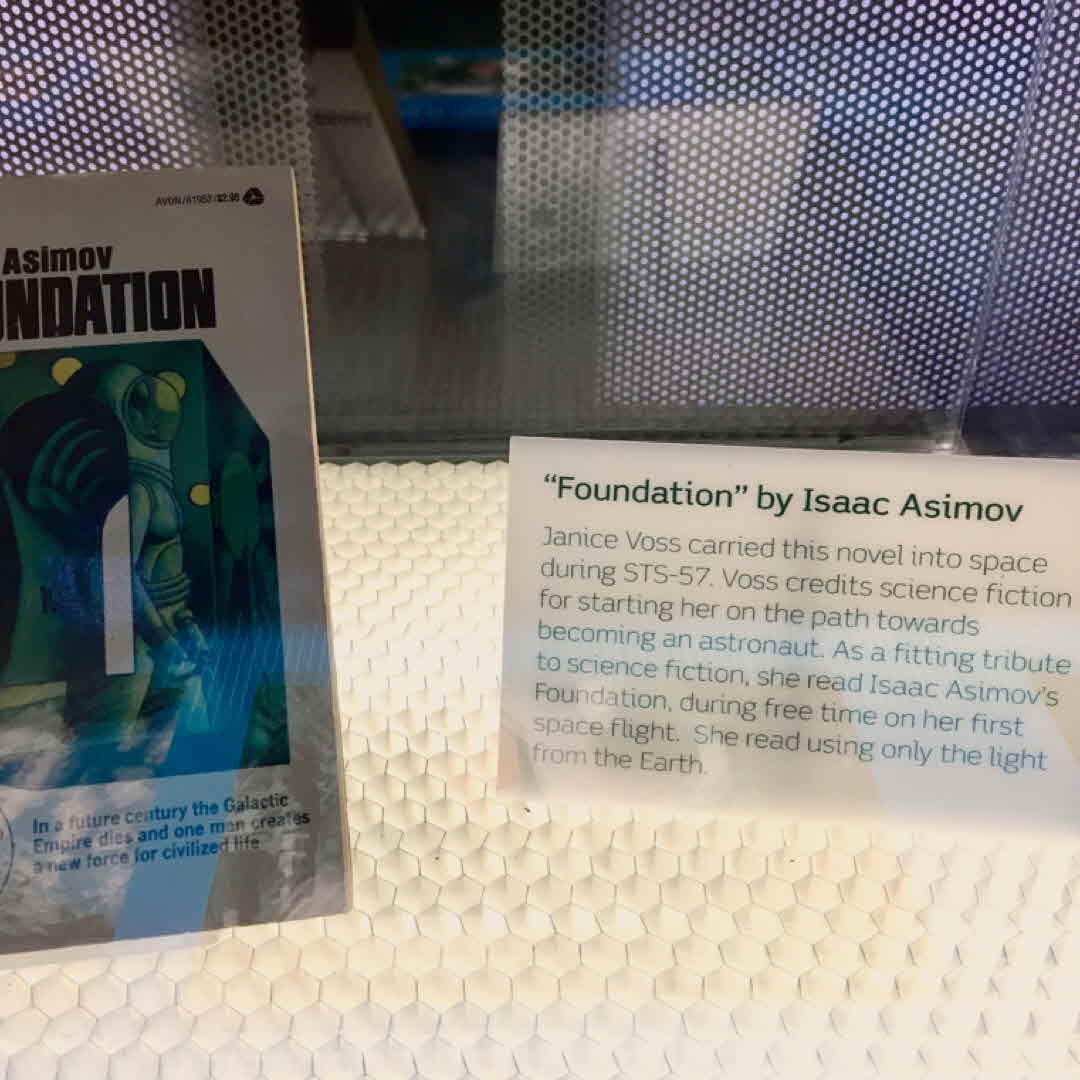 AVON/41952/$2.95
Asimov
UNDATION
In a future century the Galactic
Empire dies and one man creates
a new force for civilized life
“Foundation” by Isaac Asimov
Janice Voss carried this novel into space
during STS-57. Voss credits science fiction
for starting her on the path towards
becoming an astronaut. As a fitting tribute
to science fiction, she read Isaac Asimov's
Foundation, during free time on her first
space flight. She read using only the light
from the Earth.